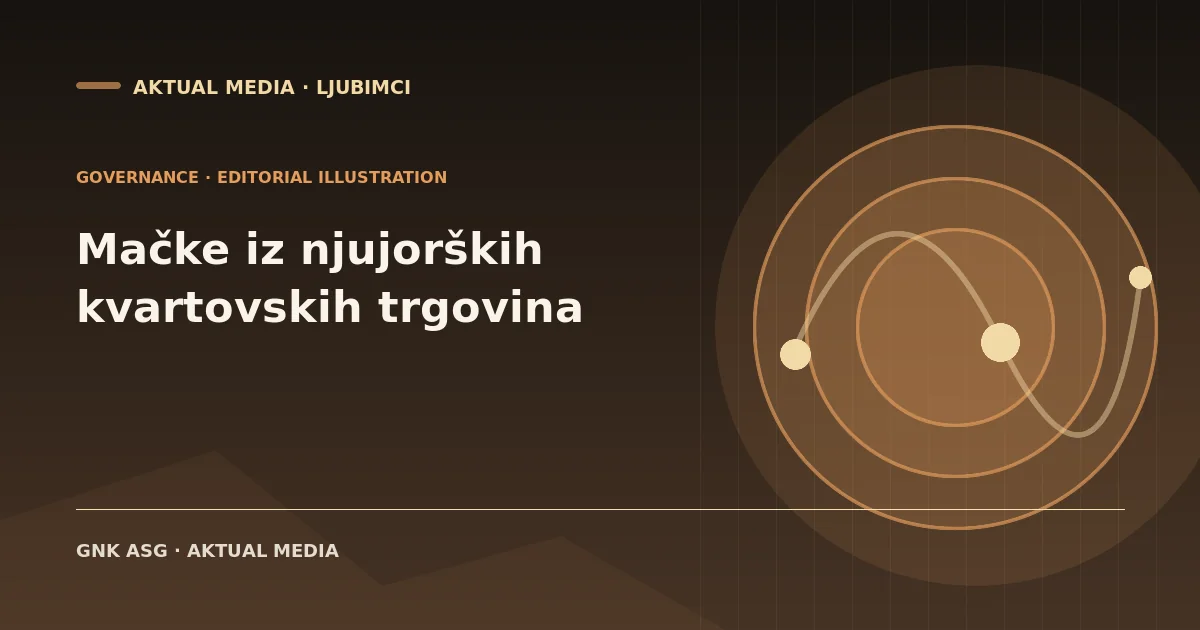 AKTUAL MEDIA · LJUBIMCI
GOVERNANCE · EDITORIAL ILLUSTRATION
Mačke iz njujorških
kvartovskih trgovina
GNK ASG · AKTUAL MEDIA